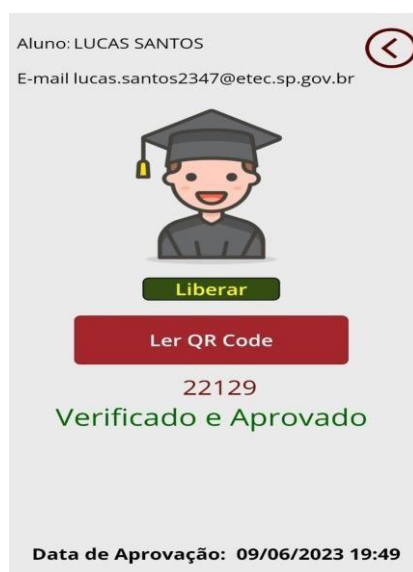 Aluno: LUCAS SANTOS
E-mail lucas.santos2347@etec.sp.gov.br
Liberar
Ler QR Code
22129
Verificado e Aprovado
Data de Aprovação: 09/06/2023 19:49